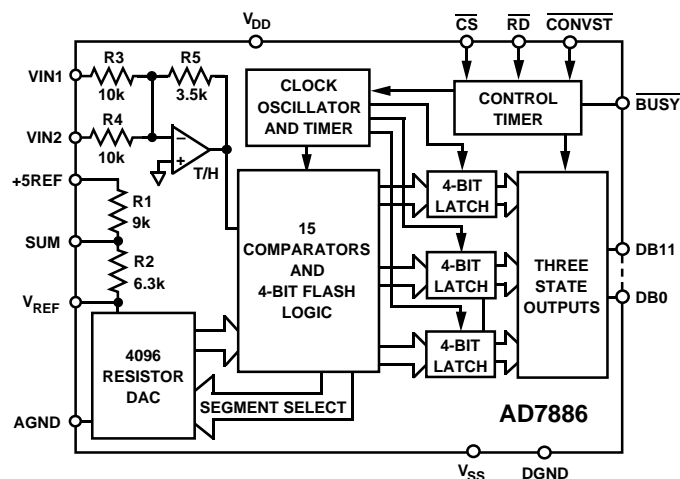 VDD
CS
RD
CONVST
VIN1
R3
10k
R5
3.5k
VIN2
R4
10k
T/H
CLOCK
OSCILLATOR
AND TIMER
CONTROL
TIMER
BUSY
+5REF
R1
9k
SUM
R2
6.3k
VREF
15
COMPARATORS
AND
4-BIT FLASH
LOGIC
4-BIT
LATCH
4-BIT
LATCH
4-BIT
LATCH
THREE
STATE
OUTPUTS
DB11
DB0
4096
RESISTOR
DAC
SEGMENT SELECT
AGND
AD7886
VSS
DGND